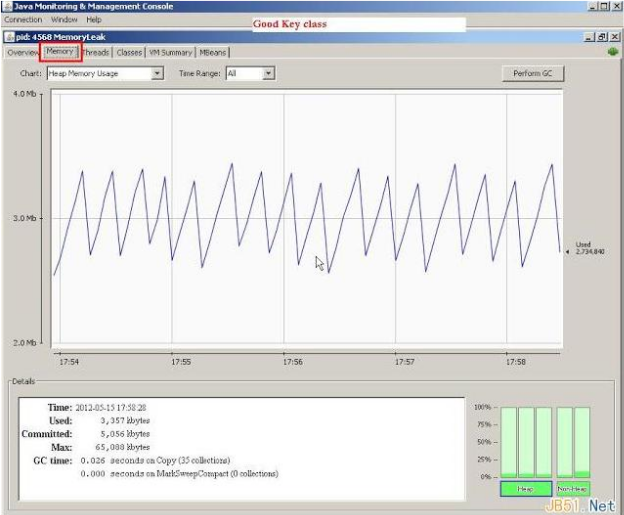 Java Monitoring & Management Console
Connection Window Help
Good Key class
pid: 4568 MemoryLeak
Overview Memory Threads Classes VM Summary MBeans
Chart: Heap Memory Usage Time Range: All Perform GC
4.0 Mb
3.0 Mb
Used
2,734,840
2.0 Mb
17:54 17:55 17:56 17:57 17:58
Details
Time: 2012-05-15 17:58:28
Used: 3,357 kbytes
Committed: 5,056 kbytes
Max: 65,088 kbytes
GC time: 0.026 seconds on Copy (35 collections)
0.000 seconds on MarkSweepCompact (0 collections)
100%
75%
50%
25%
0%
Heap Non-Heap
JB51.Net